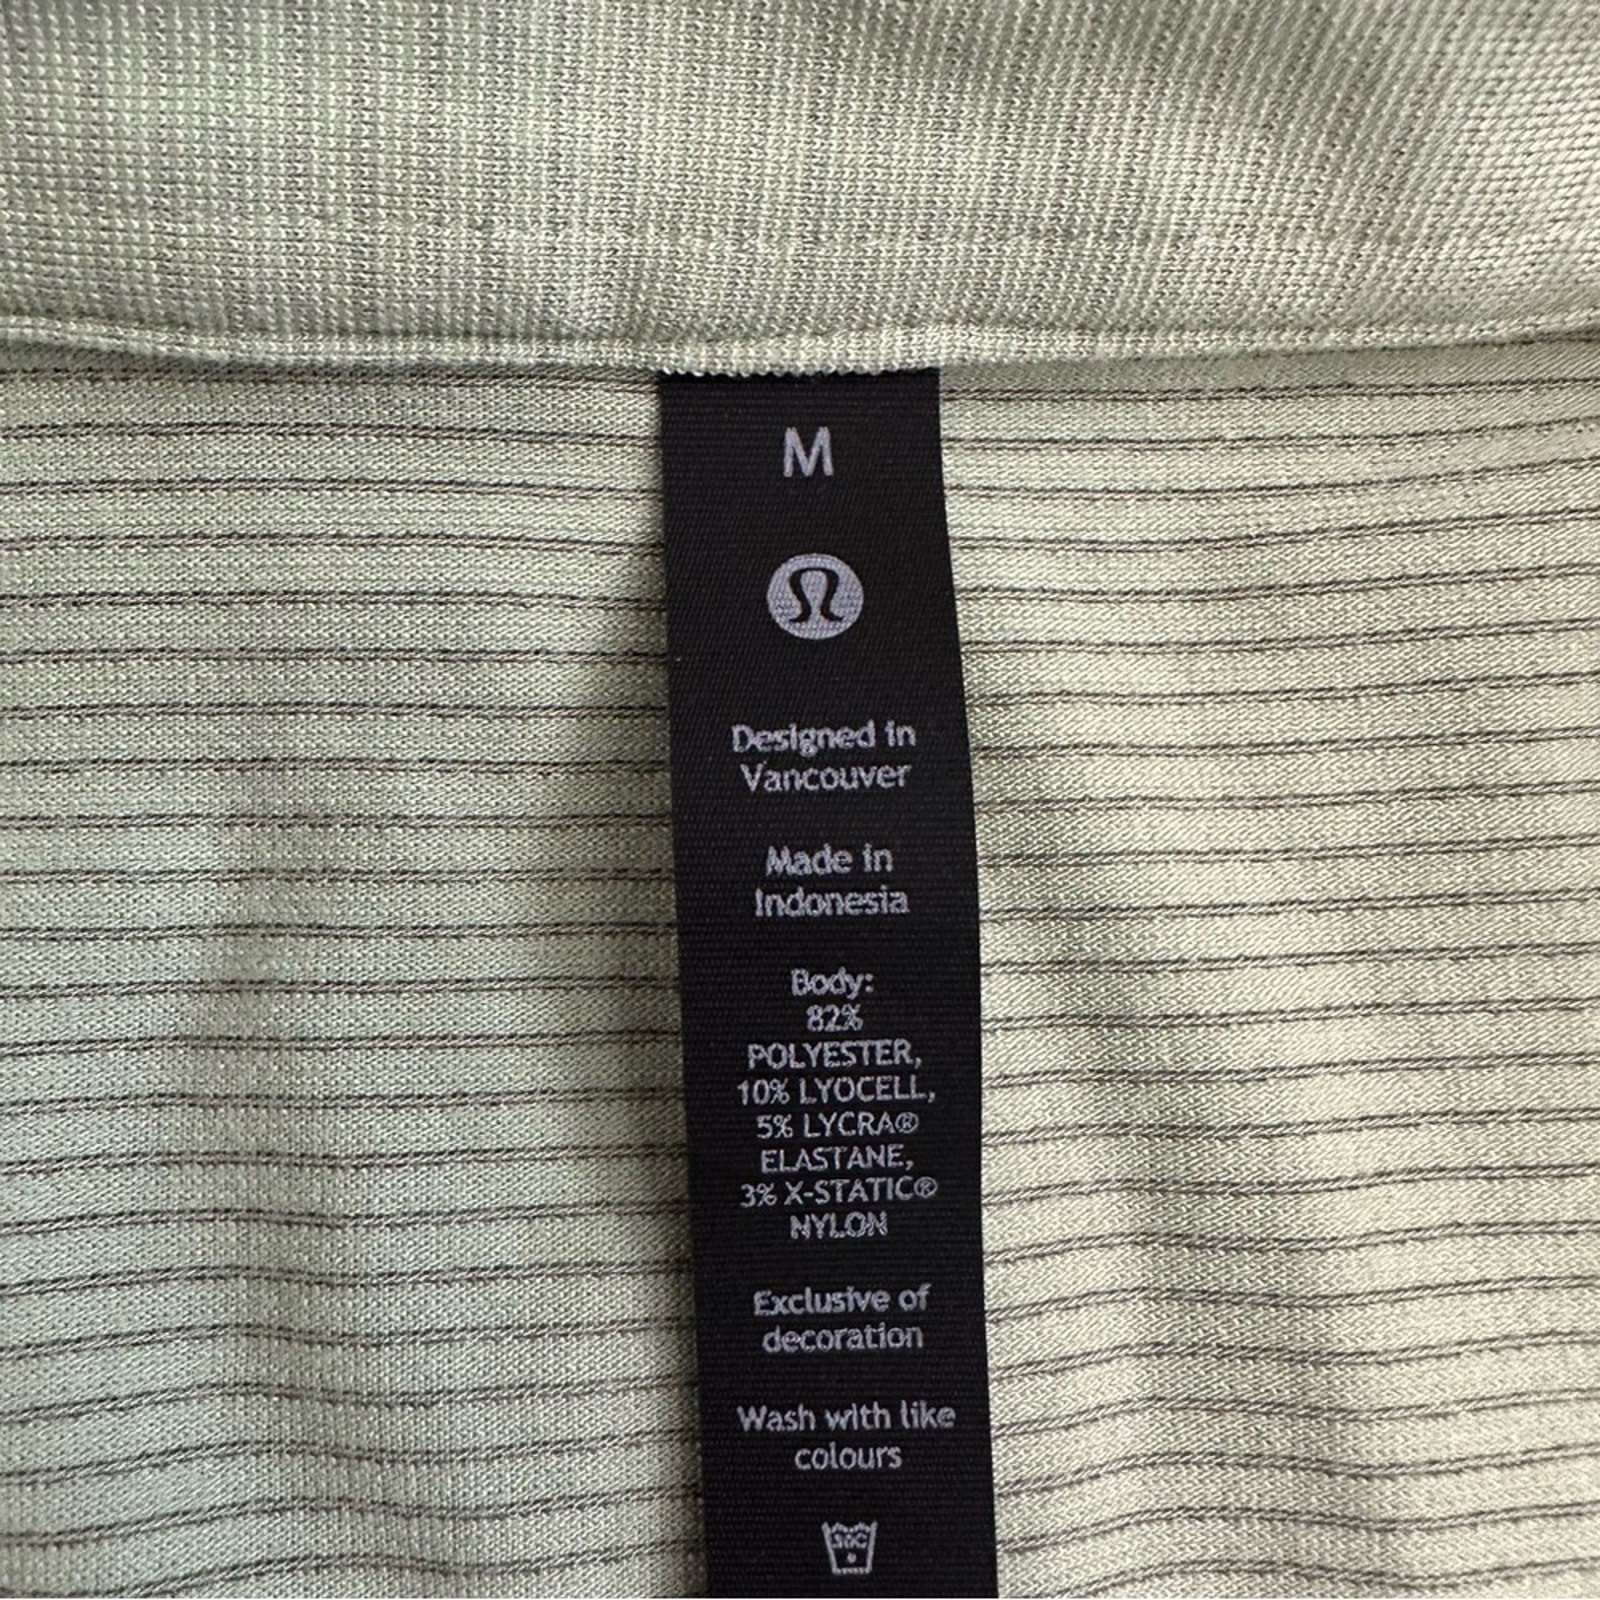 M
Designed in
Vancouver
Made in
Indonesia
Body:
82%
POLYESTER,
10% LYOCELL,
5% LYCRA®
ELASTANE,
3% X-STATIC®
NYLON
Exclusive of
decoration
Wash with like
colours
30C